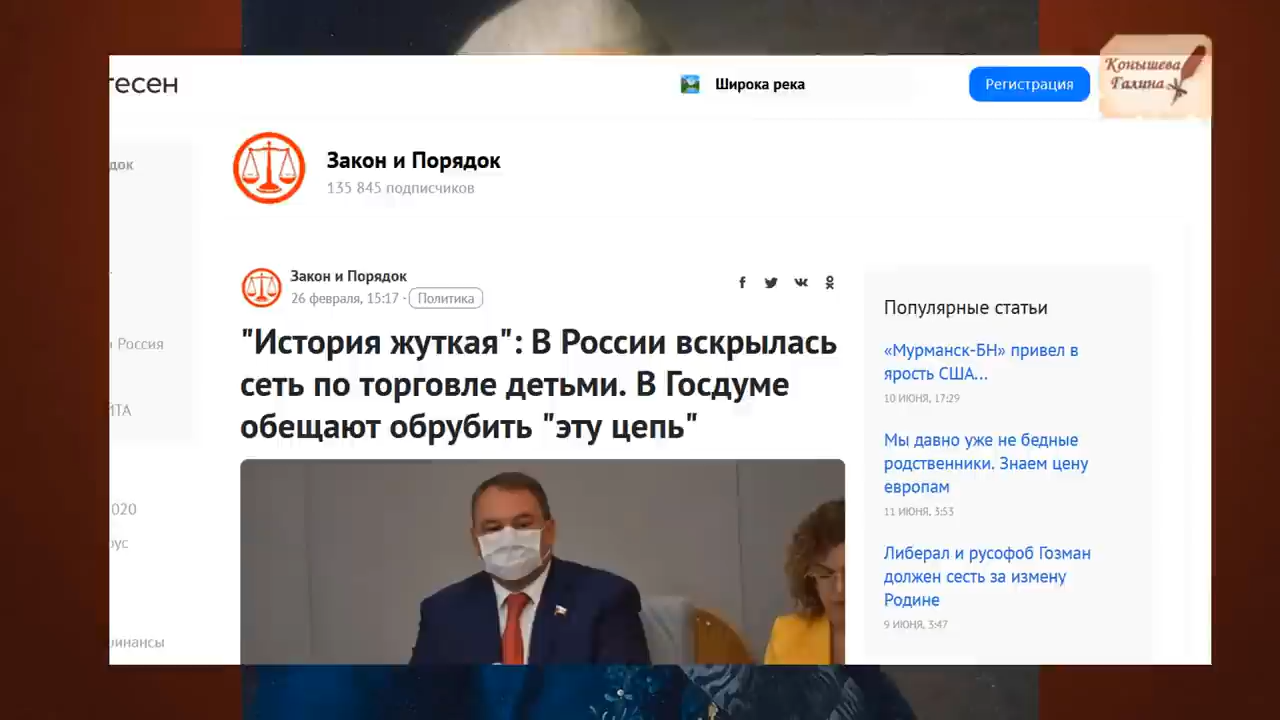 тесен
Широка река
Регистрация
Конышева
Галина
док
Закон и Порядок
135 845 подписчиков
Закон и Порядок
26 февраля, 15:17 · Политика
"История жуткая": В России вскрылась
сеть по торговле детьми. В Госдуме
обещают обрубить "эту цепь"
Россия
020
Популярные статьи
«Мурманск-БН» привел в
ярость США...
10 ИЮНЯ, 17:29
Мы давно уже не бедные
родственники. Знаем цену
европам
11 ИЮНЯ, 3:53
Либерал и русофоб Гозман
должен сесть за измену
Родине
9 ИЮНЯ, 3:47